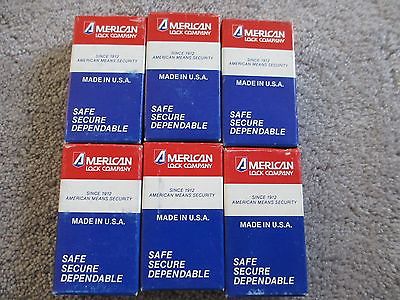 AMERICAN
LOCK COMPANY
SINCE 1912
AMERICAN MEANS SECURITY
MADE IN U.S.A.
SAFE
SECURE
DEPENDABLE
AMERICAN
LOCK COMPANY
SINCE 1912
AMERICAN MEANS SECURITY
MADE IN U.S.A.
SAFE
SECURE
DEPENDABLE
AMERICAN
LOCK COMPANY
SINCE 1912
AMERICAN MEANS SECURITY
MADE IN U.S.A.
SAFE
SECURE
DEPENDABLE
AMERICAN
LOCK COMPANY
SINCE 1912
AMERICAN MEANS SECURITY
MADE IN U.S.A.
SAFE
SECURE
DEPENDABLE
AMERICAN
LOCK COMPANY
SINCE 1912
AMERICAN MEANS SECURITY
MADE IN U.S.A.
SAFE
SECURE
DEPENDABLE
AMERICAN
LOCK COMPANY
SINCE 1912
AMERICAN MEANS SECURITY
MADE IN U.S.A.
SAFE
SECURE
DEPENDABLE